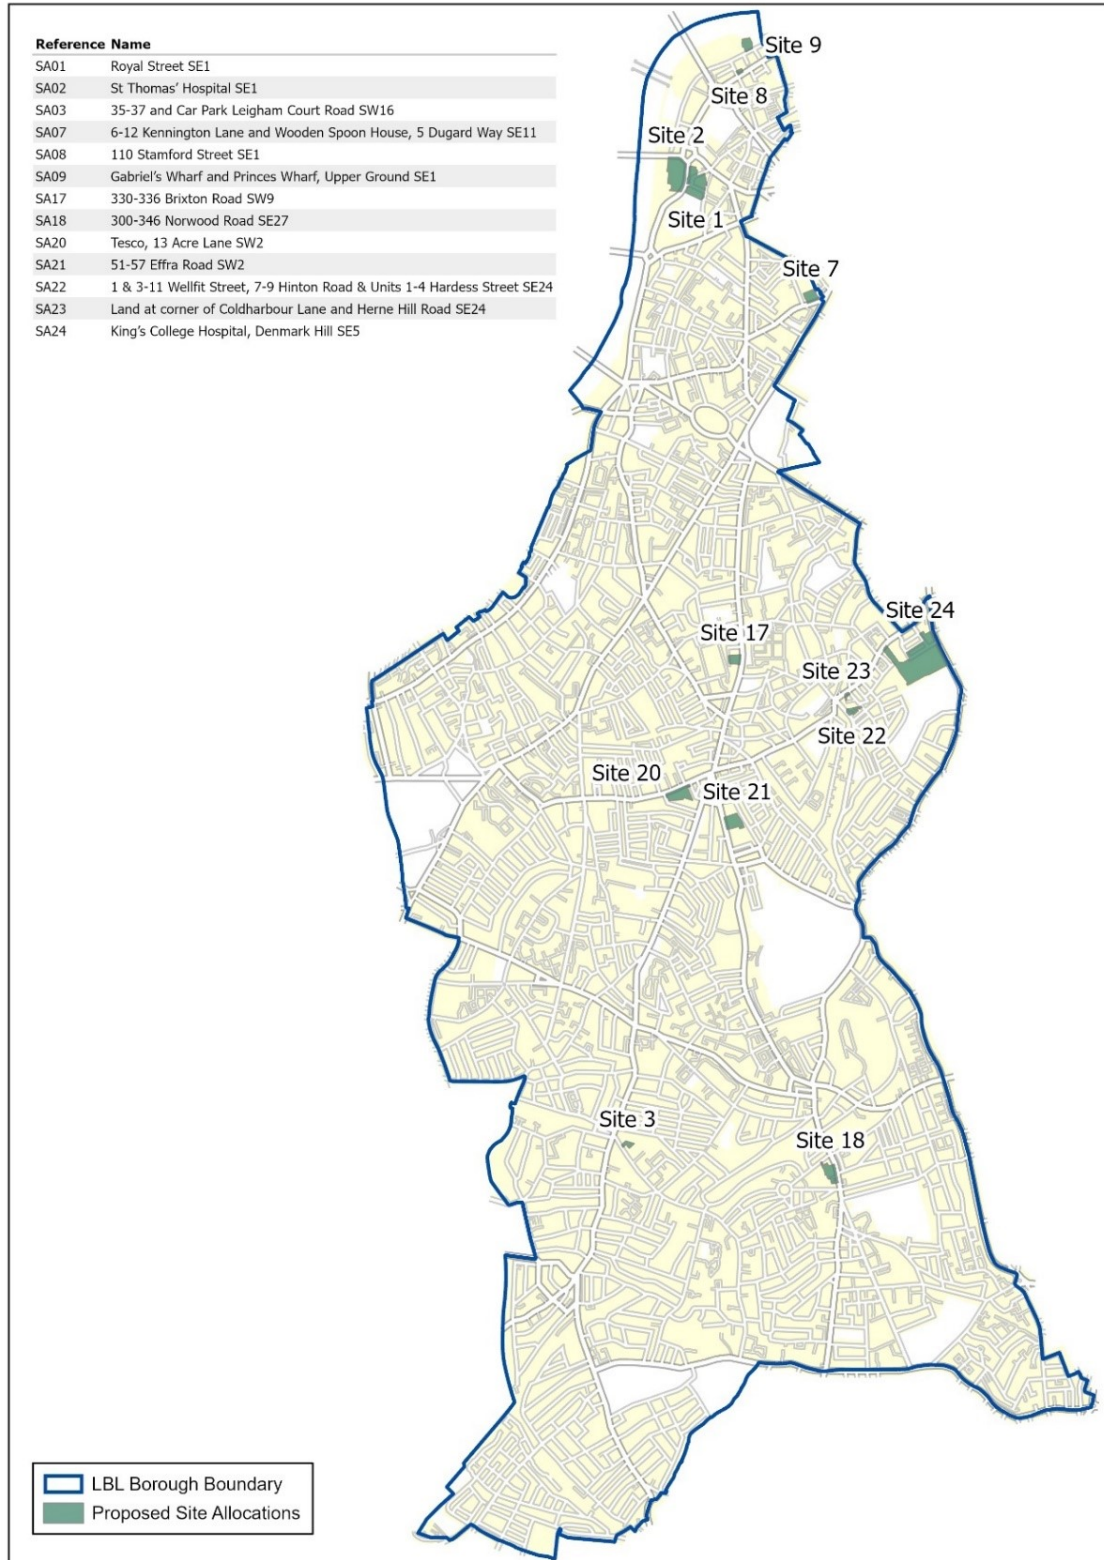 Reference Name
SA01 Royal Street SE1
SA02 St Thomas' Hospital SE1
SA03 35-37 and Car Park Leigham Court Road SW16
SA07 6-12 Kennington Lane and Wooden Spoon House, 5 Dugard Way SE11
SA08 110 Stamford Street SE1
SA09 Gabriel's Wharf and Princes Wharf, Upper Ground SE1
SA17 330-336 Brixton Road SW9
SA18 300-346 Norwood Road SE27
SA20 Tesco, 13 Acre Lane SW2
SA21 51-57 Effra Road SW2
SA22 1 & 3-11 Wellfit Street, 7-9 Hinton Road & Units 1-4 Hardess Street SE24
SA23 Land at corner of Coldharbour Lane and Herne Hill Road SE24
SA24 King's College Hospital, Denmark Hill SE5
Site 9
Site 8
Site 2
Site 1
Site 7
Site 24
Site 17
Site 23
Site 22
Site 20
Site 21
Site 3
Site 18
LBL Borough Boundary
Proposed Site Allocations